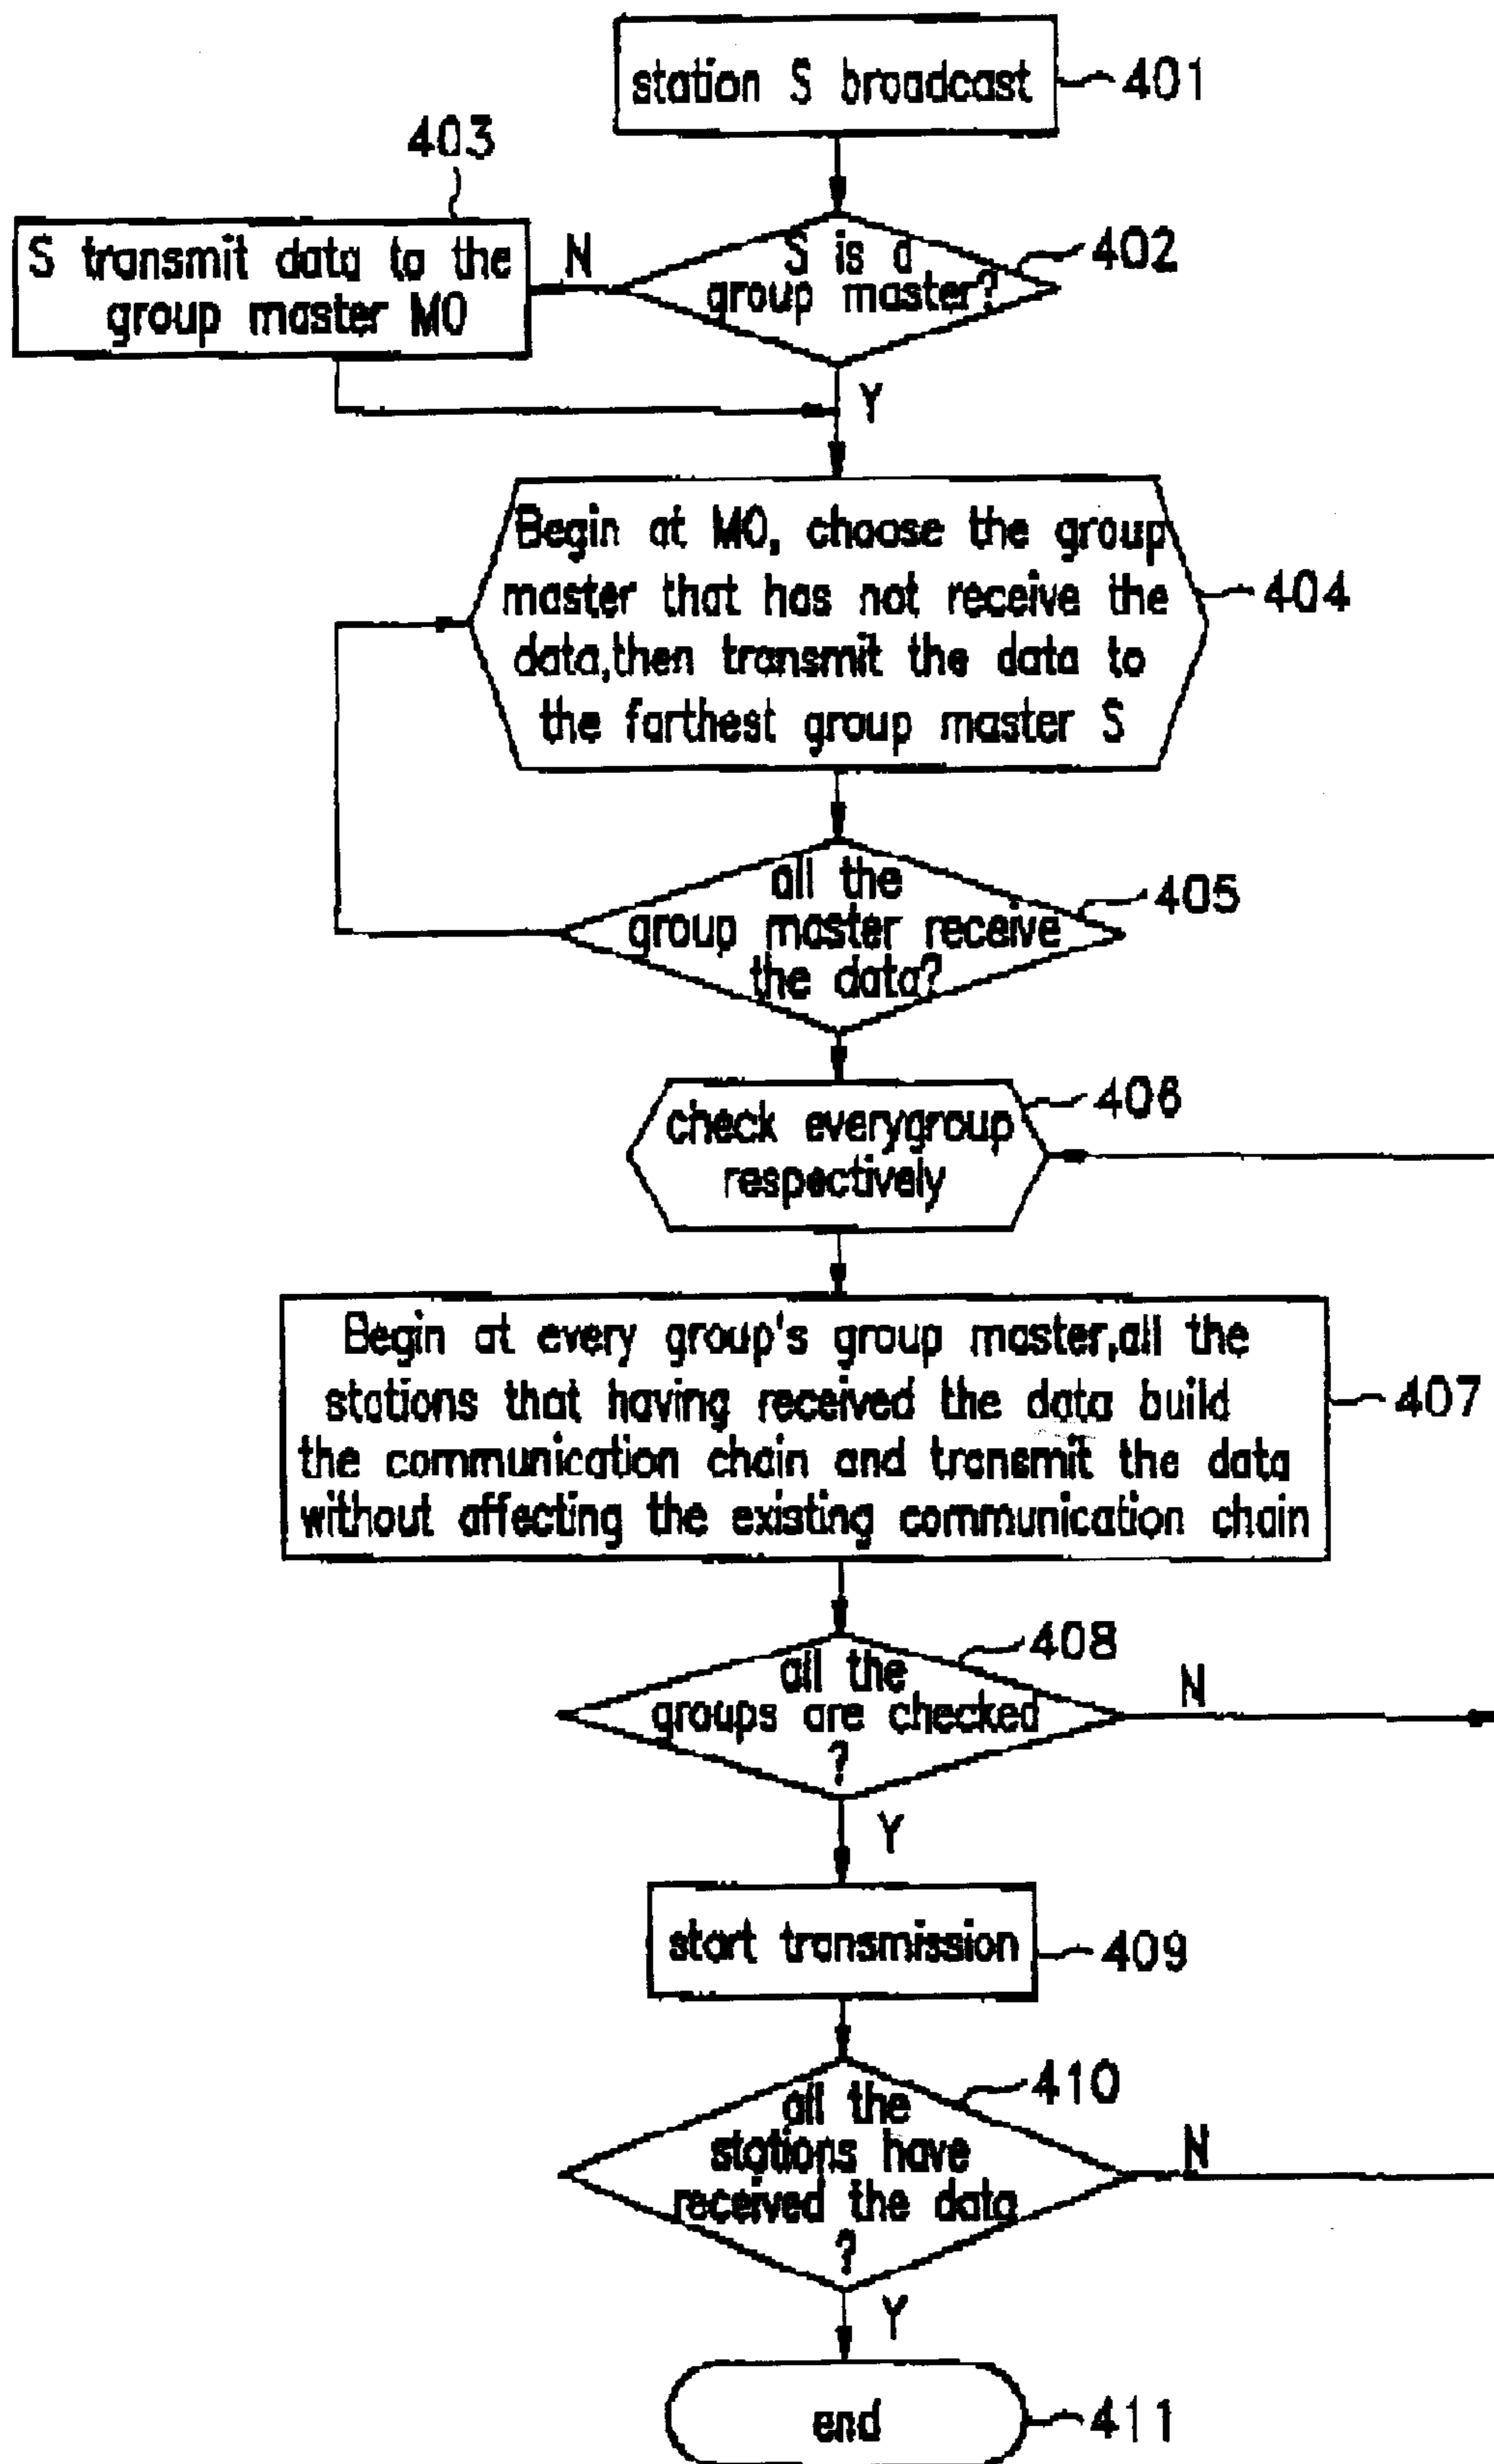 station S broadcast
401
403
S transmit data to the
group master M0
N
S is a
group master?
402
Y
Begin at M0, choose the group
master that has not receive the
data,then transmit the data to
the farthest group master S
404
all the
group master receive
the data?
405
check everygroup
respectively
406
Begin at every group's group master,all the
stations that having received the data build
the communication chain and transmit the data
without affecting the existing communication chain
407
all the
groups are checked
?
408
N
Y
start transmission
409
all the
stations have
received the data
?
410
N
Y
end
411